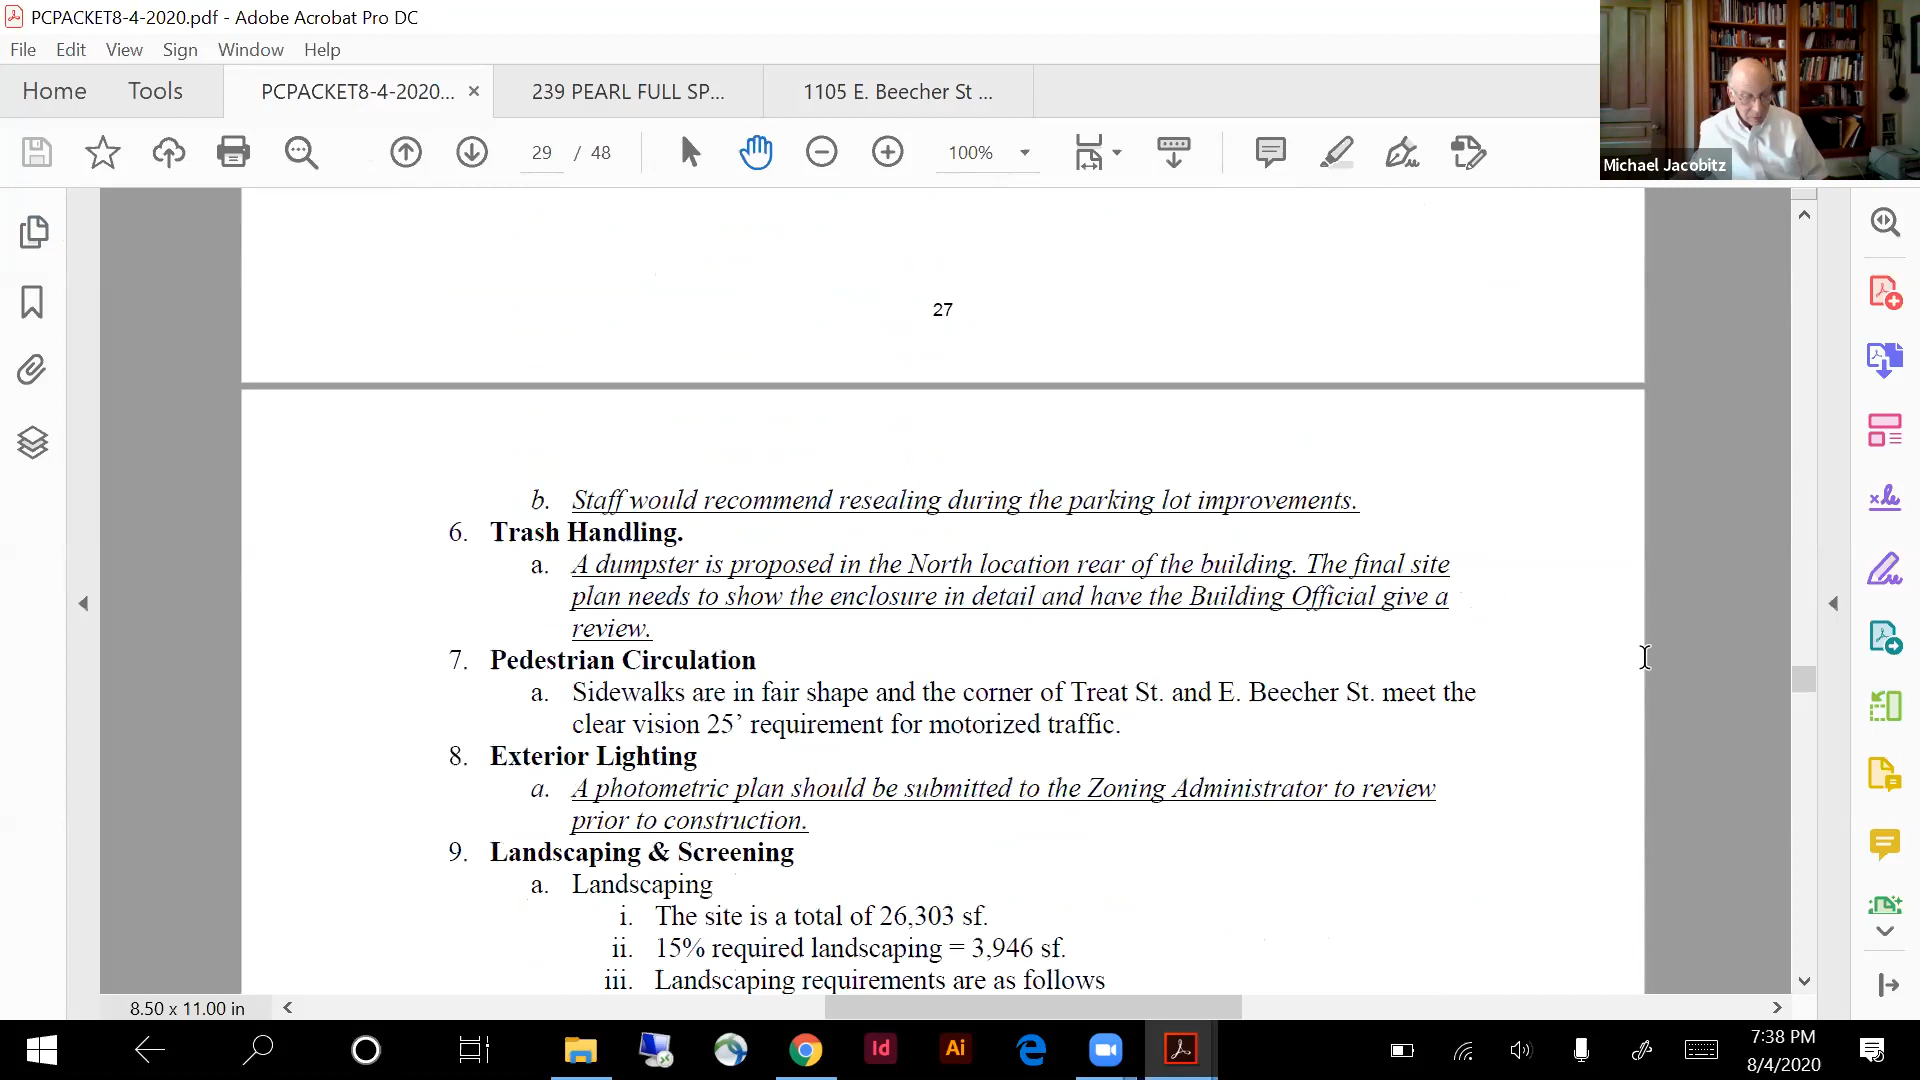 PCPACKET8-4-2020.pdf - Adobe Acrobat Pro DC
File Edit View Sign Window Help
Home Tools PCPACKET8-4-2020... × 239 PEARL FULL SP... 1105 E. Beecher St ...
29 / 48 100%
Michael Jacobitz
27
b. Staff would recommend resealing during the parking lot improvements.
6. Trash Handling.
a. A dumpster is proposed in the North location rear of the building. The final site
plan needs to show the enclosure in detail and have the Building Official give a
review.
7. Pedestrian Circulation
a. Sidewalks are in fair shape and the corner of Treat St. and E. Beecher St. meet the
clear vision 25’ requirement for motorized traffic.
8. Exterior Lighting
a. A photometric plan should be submitted to the Zoning Administrator to review
prior to construction.
9. Landscaping & Screening
a. Landscaping
i. The site is a total of 26,303 sf.
ii. 15% required landscaping = 3,946 sf.
iii. Landscaping requirements are as follows
8.50 x 11.00 in
Id Ai
7:38 PM
8/4/2020